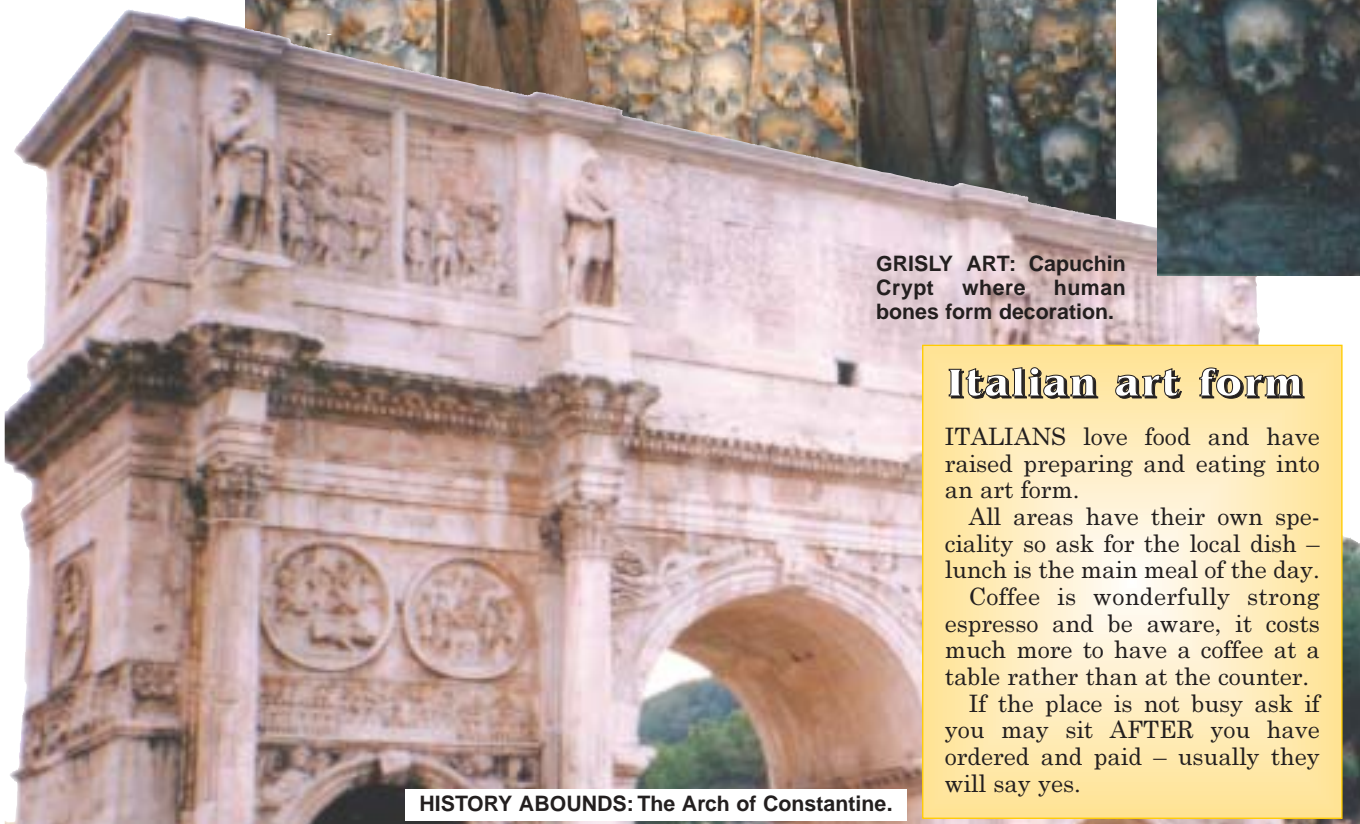 GRISLY ART: Capuchin
Crypt where human
bones form decoration.
Italian art form
ITALIANS love food and have
raised preparing and eating into
an art form.
All areas have their own spe-
ciality so ask for the local dish –
lunch is the main meal of the day.
Coffee is wonderfully strong
espresso and be aware, it costs
much more to have a coffee at a
table rather than at the counter.
If the place is not busy ask if
you may sit AFTER you have
ordered and paid – usually they
will say yes.
HISTORY ABOUNDS: The Arch of Constantine.